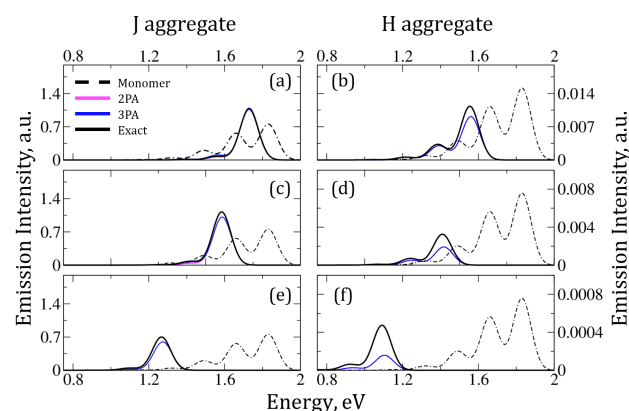 J aggregate H aggregate
0.8 1.2 1.6 2 0.8 1.2 1.6 2
Monomer
2PA
3PA
Exact
(a) (b)
1.4 0.7 0 0.014 0.007 0
(c) (d)
1.4 0.7 0 0.008 0.004 0
(e) (f)
1.4 0.7 0 0.0008 0.0004 0
0.8 1.2 1.6 2 0.8 1.2 1.6 2
Emission Intensity, a.u. Emission Intensity, a.u.
Energy, eV